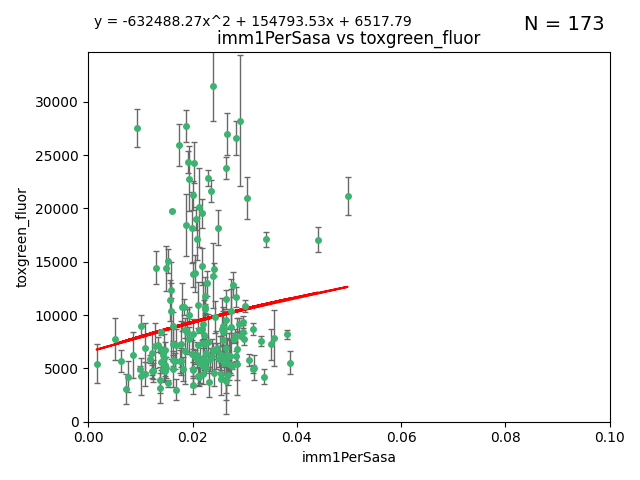 y = -632488.27x^2 + 154793.53x + 6517.79
N = 173
imm1PerSasa vs toxgreen_fluor
30000
25000
20000
15000
10000
5000
0
toxgreen_fluor
0.00 0.02 0.04 0.06 0.08 0.10
imm1PerSasa